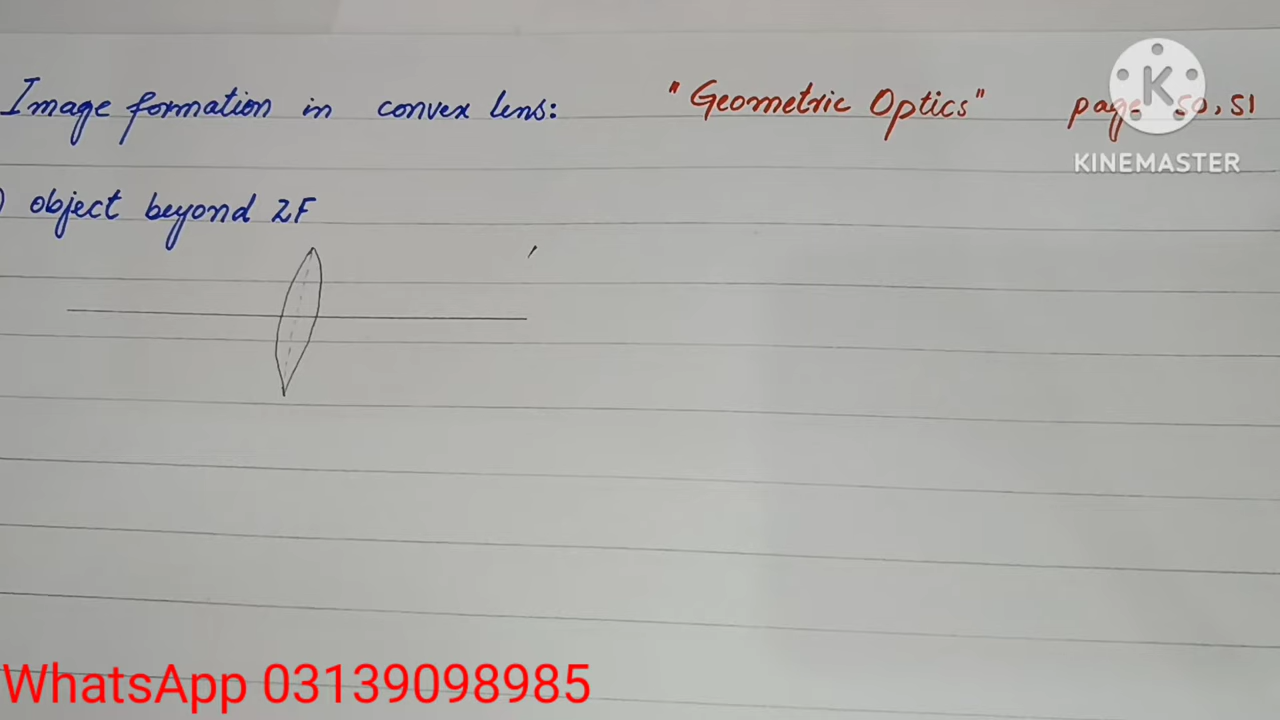 Image formation in convex lens: "Geometric Optics" page 50, 51
KINEMASTER
) object beyond 2F
WhatsApp 03139098985